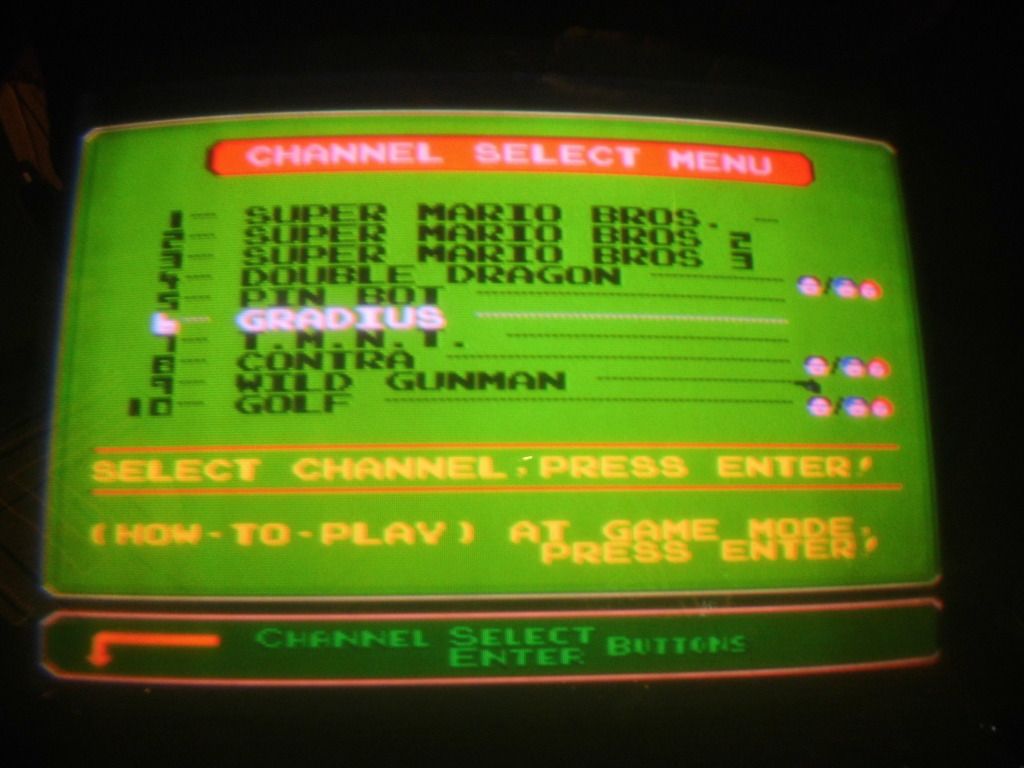 CHANNEL SELECT MENU
1 --- SUPER MARIO BROS. --
2 --- SUPER MARIO BROS 2
3 --- SUPER MARIO BROS 3
4 --- DOUBLE DRAGON ----------
5 --- PIN BOT --------------------
6 --- GRADIUS --------------------
7 --- T.M.N.T. ------------------
8 --- CONTRA --------------------
9 --- WILD GUNMAN ------------
10 --- GOLF ------------------------
SELECT CHANNEL, PRESS ENTER!
(HOW-TO-PLAY) AT GAME MODE,
PRESS ENTER!
CHANNEL SELECT BUTTONS
ENTER